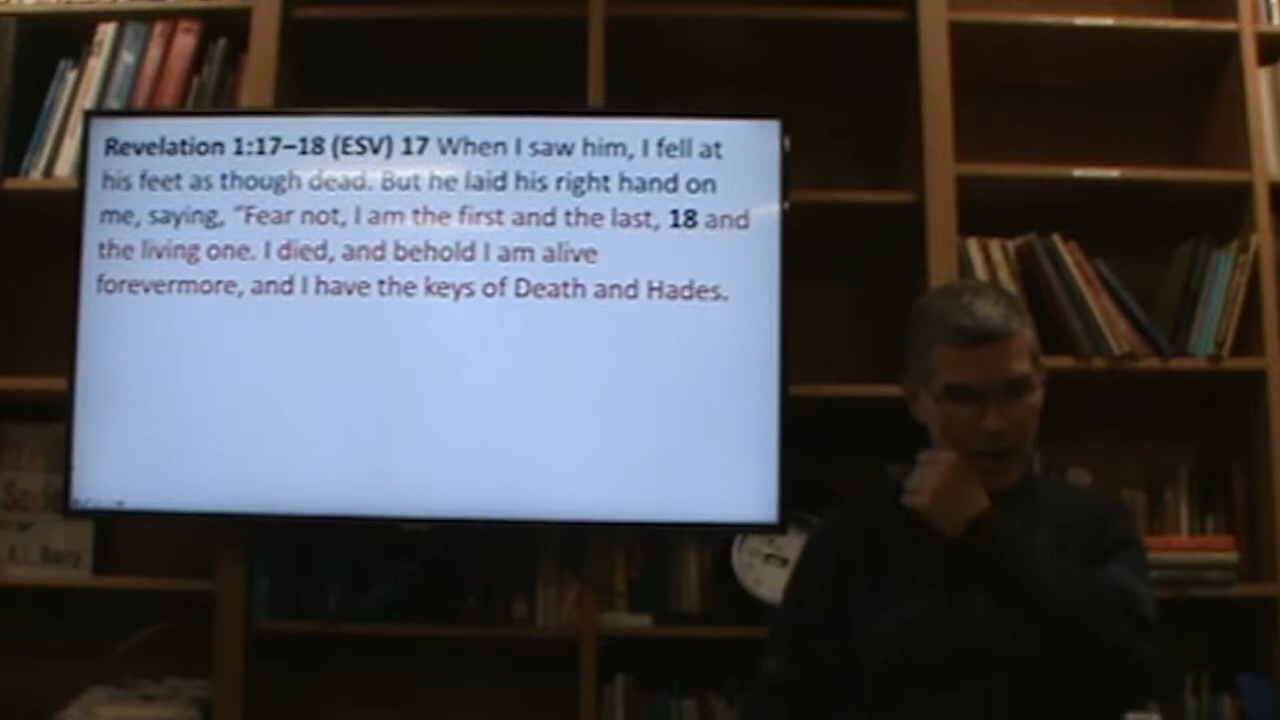 Revelation 1:17–18 (ESV) 17 When I saw him, I fell at
his feet as though dead. But he laid his right hand on
me, saying, "Fear not, I am the first and the last, 18 and
the living one. I died, and behold I am alive
forevermore, and I have the keys of Death and Hades.